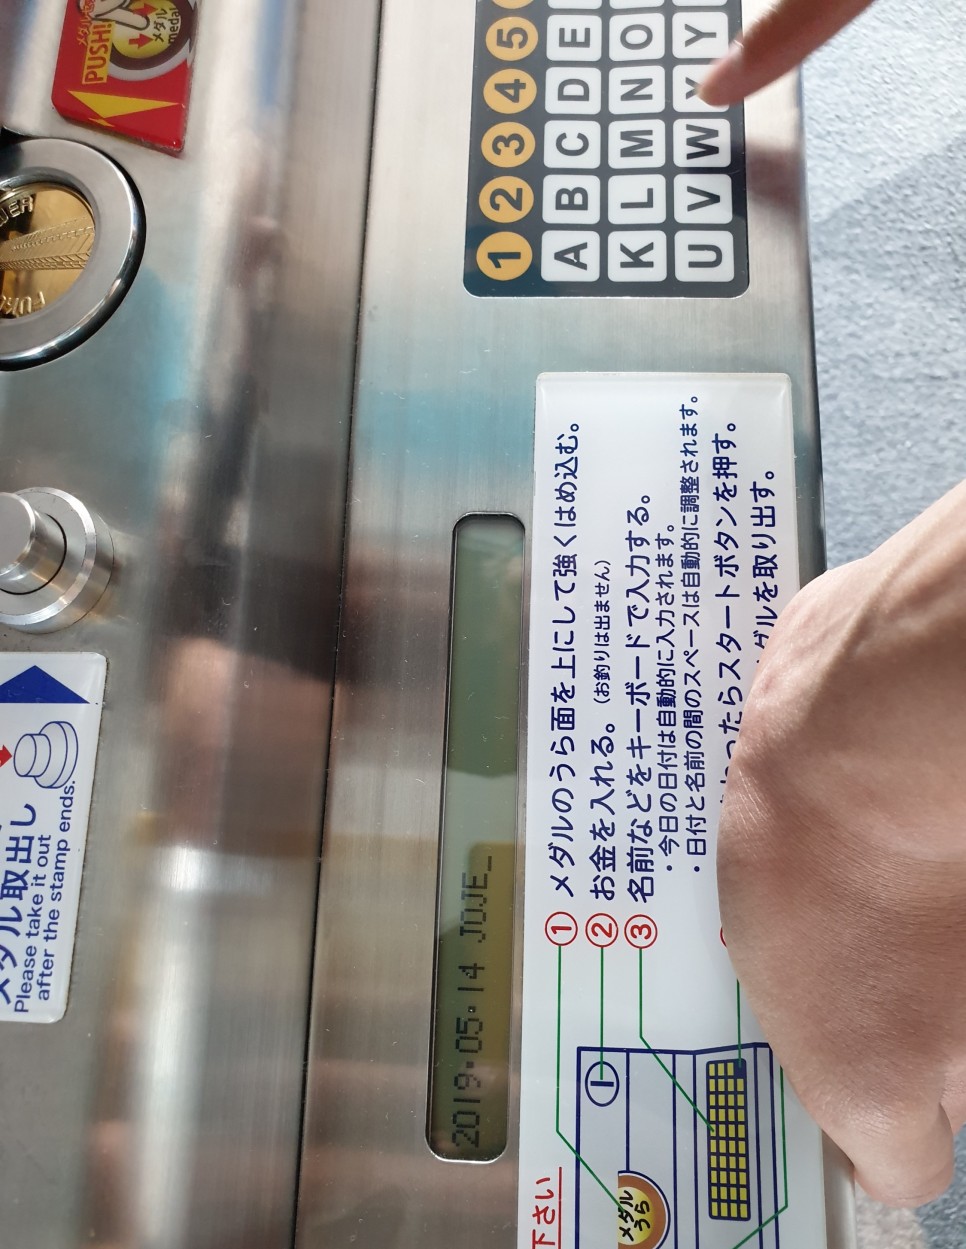 PUSH!
メダル
medal
メダル取出し
Please take it out
after the stamp ends.
2019・05・14 JOJE_
1 2 3 4 5
A B C D E
K L M N O
U V W X Y
下さい
メダル
うら
① メダルのうら面を上にして強くはめ込む。
② お金を入れる。(お釣りは出ません)
③ 名前などをキーボードで入力する。
・今日の日付は自動的に入力されます。
・日付と名前の間のスペースは自動的に調整されます。
たらスタートボタンを押す。
ダルを取り出す。